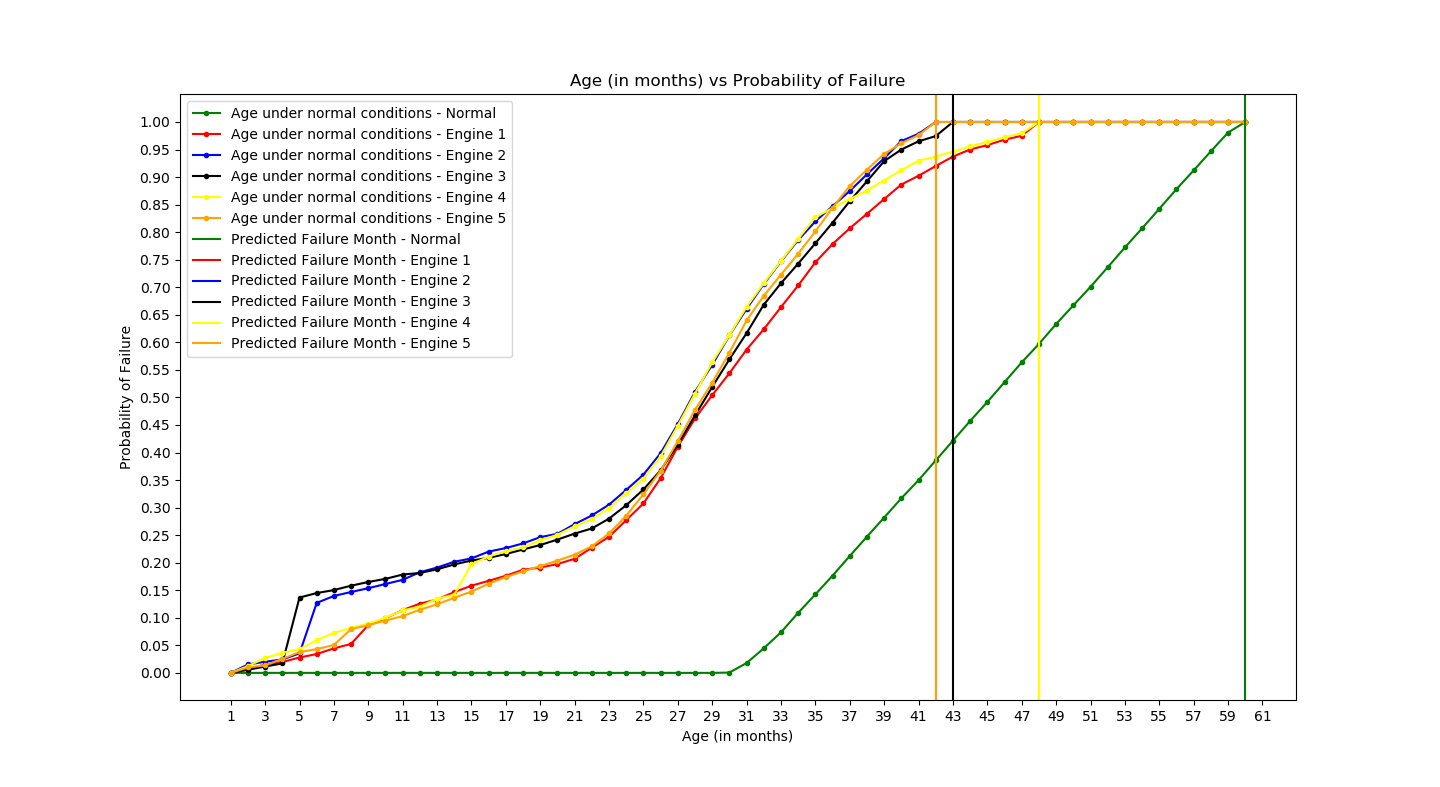 Age (in months) vs Probability of Failure
Age under normal conditions - Normal
Age under normal conditions - Engine 1
Age under normal conditions - Engine 2
Age under normal conditions - Engine 3
Age under normal conditions - Engine 4
Age under normal conditions - Engine 5
Predicted Failure Month - Normal
Predicted Failure Month - Engine 1
Predicted Failure Month - Engine 2
Predicted Failure Month - Engine 3
Predicted Failure Month - Engine 4
Predicted Failure Month - Engine 5
Probability of Failure
1.00
0.95
0.90
0.85
0.80
0.75
0.70
0.65
0.60
0.55
0.50
0.45
0.40
0.35
0.30
0.25
0.20
0.15
0.10
0.05
0.00
1 3 5 7 9 11 13 15 17 19 21 23 25 27 29 31 33 35 37 39 41 43 45 47 49 51 53 55 57 59 61
Age (in months)